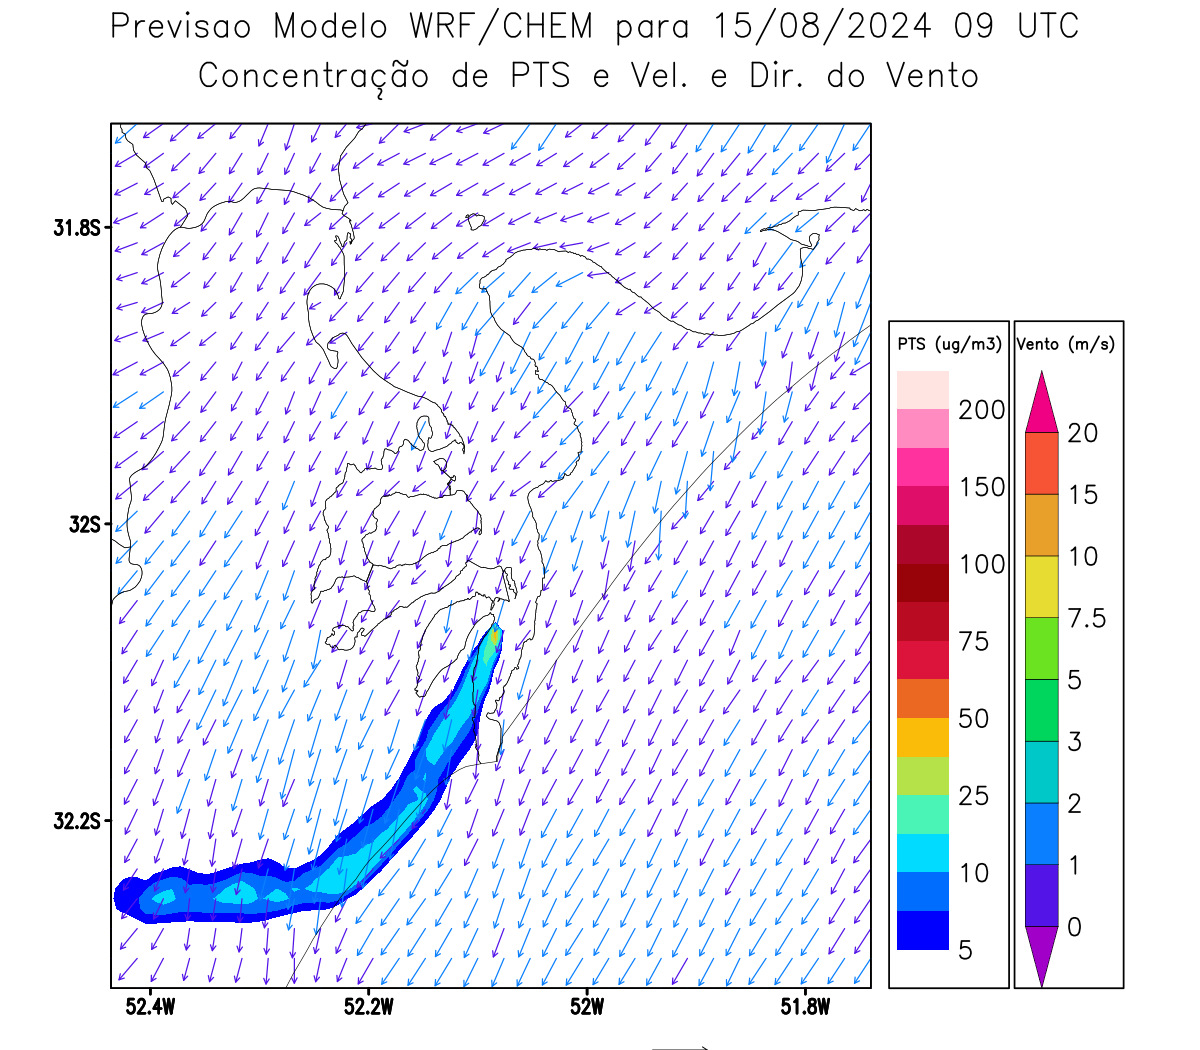 Previsao Modelo WRF/CHEM para 15/08/2024 09 UTC
Concentração de PTS e Vel. e Dir. do Vento
31.8S
32S
32.2S
52.4W
52.2W
52W
51.8W
PTS (ug/m3)
200
150
100
75
50
25
10
5
Vento (m/s)
20
15
10
7.5
5
3
2
1
0